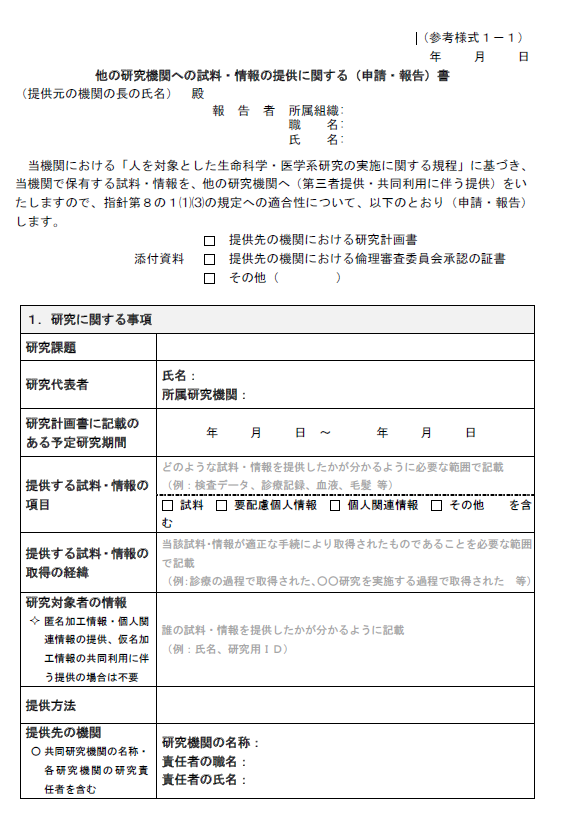 （参考様式１－１）
年　　月　　日
他の研究機関への試料・情報の提供に関する（申請・報告）書
（提供元の機関の長の氏名）　殿
報　告　者　所属組織：
職　　名：
氏　　名：
当機関における「人を対象とした生命科学・医学系研究の実施に関する規程」に基づき、
当機関で保有する試料・情報を、他の研究機関へ（第三者提供・共同利用に伴う提供）をい
たしますので、指針第８の１⑴⑶の規定への適合性について、以下のとおり（申請・報告）
します。
□　提供先の機関における研究計画書
添付資料　□　提供先の機関における倫理審査委員会承認の証書
□　その他（　　　　）
１．研究に関する事項
研究課題
研究代表者
氏名：
所属研究機関：
研究計画書に記載の
ある予定研究期間
年　　月　　日　～　　年　　月　　日
提供する試料・情報の
項目
どのような試料・情報を提供したかが分かるように必要な範囲で記載
（例：検査データ、診療記録、血液、毛髪 等）
□ 試料　□ 要配慮個人情報　□ 個人関連情報　□ その他　　を含
む
提供する試料・情報の
取得の経緯
当該試料・情報が適正な手続により取得されたものであることを必要な範囲
で記載
（例：診療の過程で取得された、〇〇研究を実施する過程で取得された　等）
研究対象者の情報
✧ 匿名加工情報・個人関
連情報の提供、仮名加
工情報の共同利用に伴
う提供の場合は不要
誰の試料・情報を提供したかが分かるように記載
（例：氏名、研究用ＩＤ）
提供方法
提供先の機関
○ 共同研究機関の名称・
各研究機関の研究責
任者を含む
研究機関の名称：
責任者の職名：
責任者の氏名：